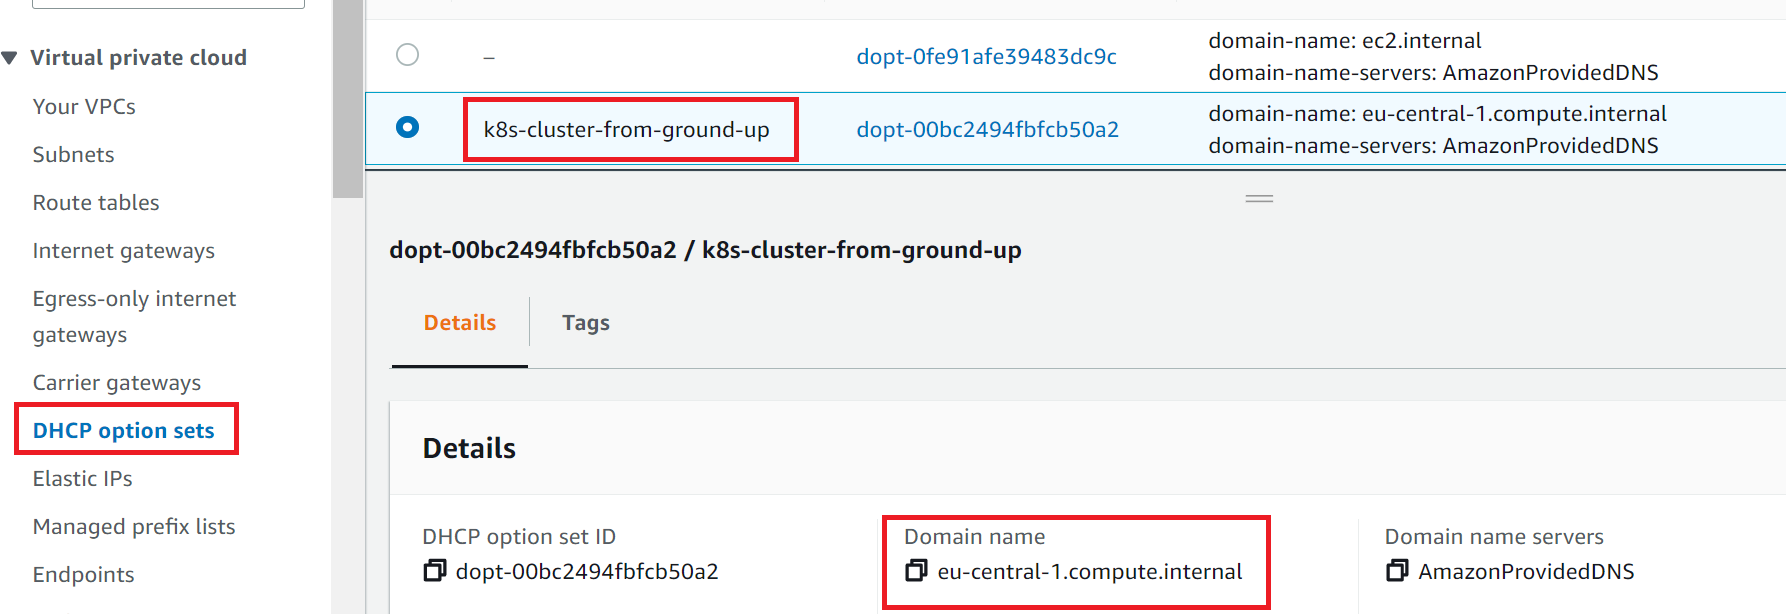 Virtual private cloud
Your VPCs
Subnets
Route tables
Internet gateways
Egress-only internet
gateways
Carrier gateways
DHCP option sets
Elastic IPs
Managed prefix lists
Endpoints
– dopt-0fe91afe39483dc9c domain-name: ec2.internal
domain-name-servers: AmazonProvidedDNS
k8s-cluster-from-ground-up dopt-00bc2494fbfcb50a2 domain-name: eu-central-1.compute.internal
domain-name-servers: AmazonProvidedDNS
dopt-00bc2494fbfcb50a2 / k8s-cluster-from-ground-up
Details Tags
Details
DHCP option set ID Domain name Domain name servers
dopt-00bc2494fbfcb50a2 eu-central-1.compute.internal AmazonProvidedDNS